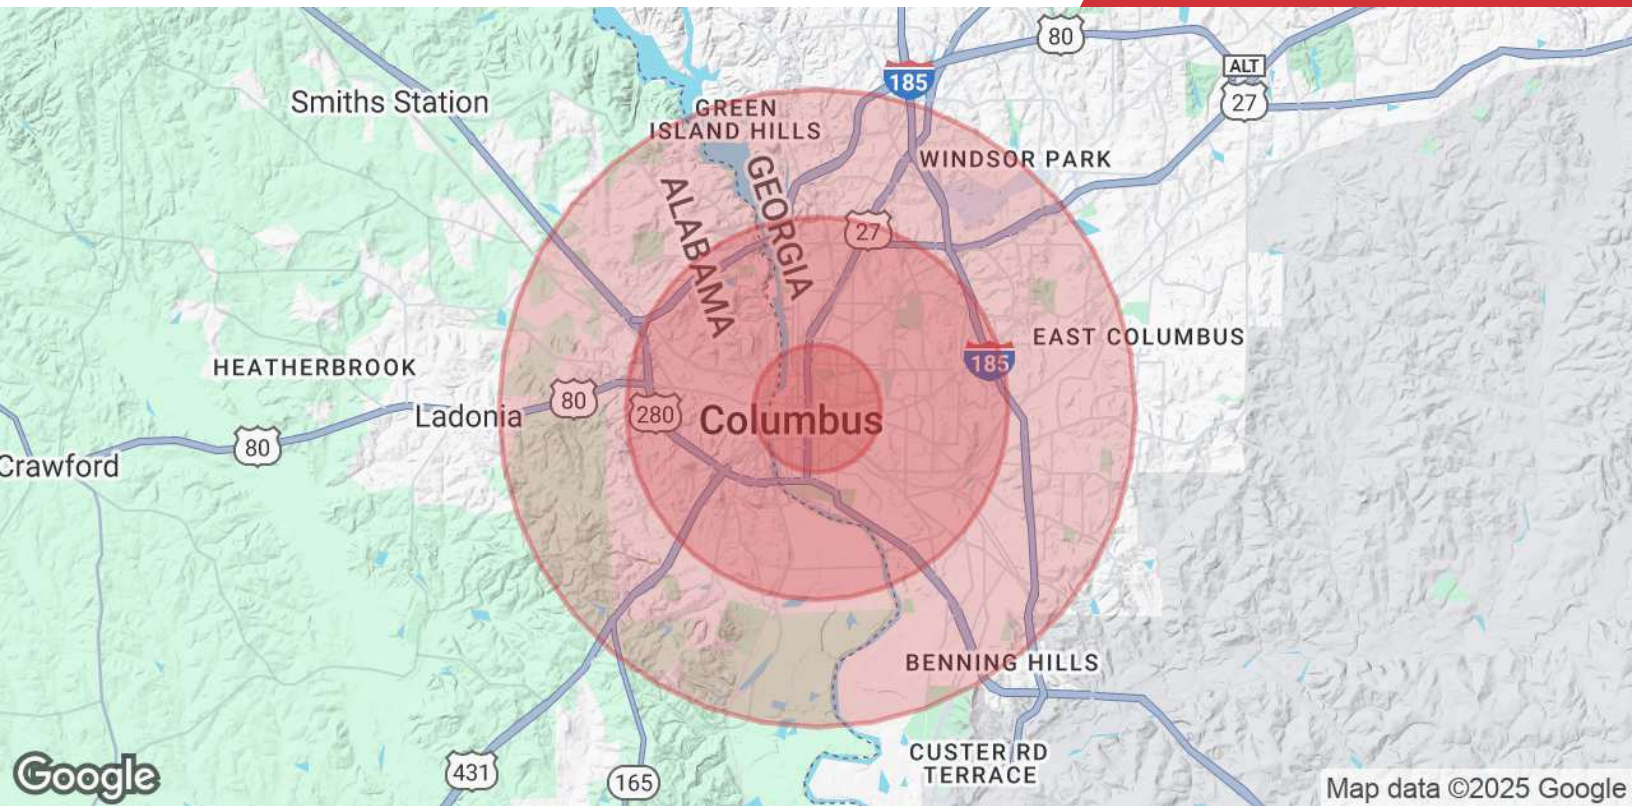 80
185
ALT
27
Smiths Station
GREEN
ISLAND HILLS
WINDSOR PARK
GEORGIA
ALABAMA
27
EAST COLUMBUS
185
HEATHERBROOK
80
280
Ladonia
Columbus
80
Crawford
BENNING HILLS
CUSTER RD
TERRACE
431
165
Google
Map data ©2025 Google